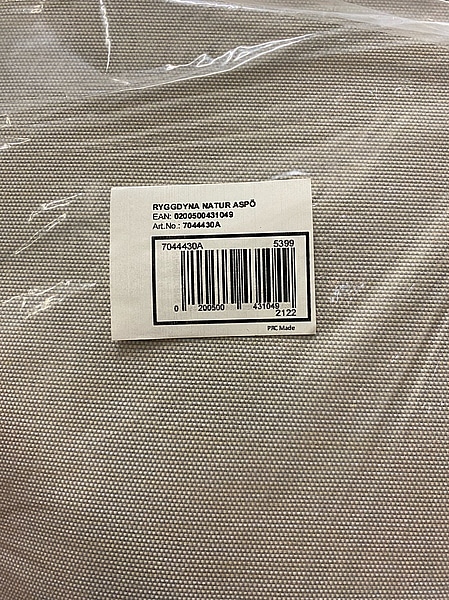 RYGGDYNA NATUR ASPÖ
EAN: 0200500431049
Art.No.: 7044430A
7044430A 5399
0 200500 431049
2122
PRC Made